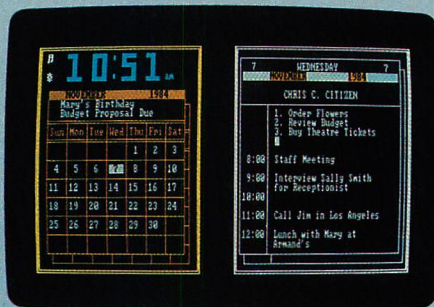 10:51 AM
NOVEMBER 1984
Mary's Birthday
Budget Proposal Due
Sun Mon Tue Wed Thu Fri Sat
1 2 3
4 5 6 7 8 9 10
11 12 13 14 15 16 17
18 19 20 21 22 23 24
25 26 27 28 29 30
7 WEDNESDAY 7
NOVEMBER 1984
CHRIS C. CITIZEN
1. Order Flowers
2. Review Budget
3. Buy Theatre Tickets
8:00 Staff Meeting
9:00 Interview Sally Smith
for Receptionist
10:00
11:00 Call Jim in Los Angeles
12:00 Lunch with Mary at
Armand's